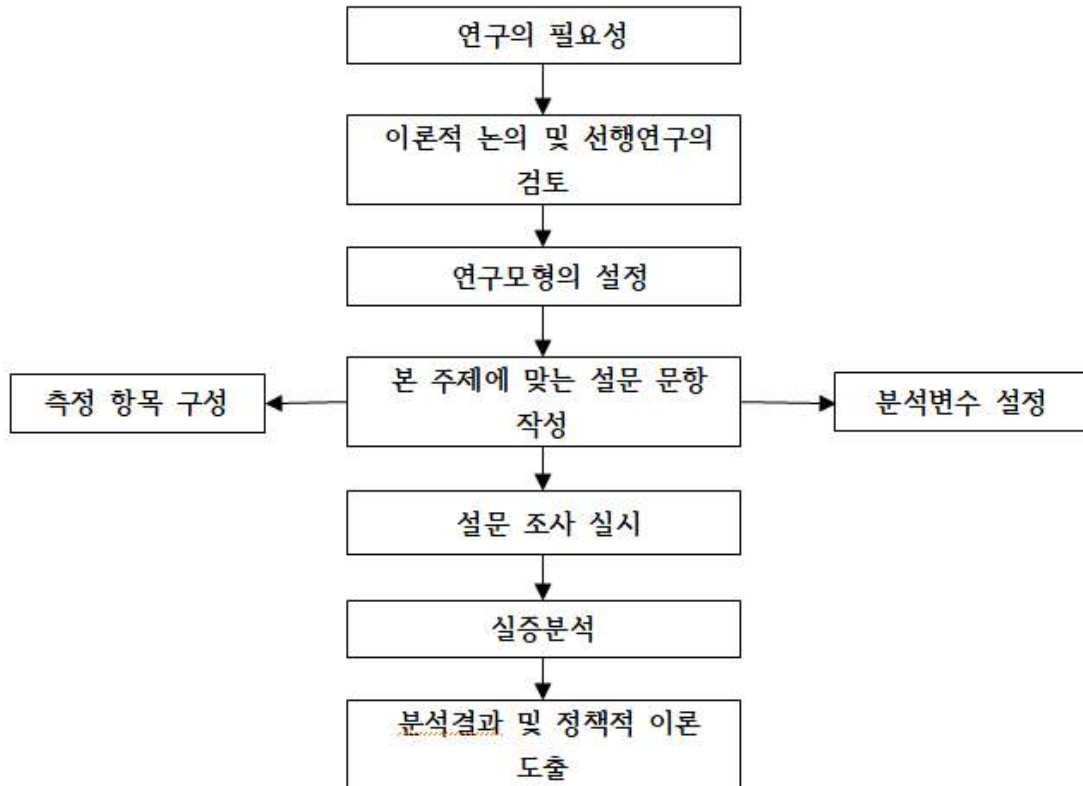 연구의 필요성
이론적 논의 및 선행연구의
검토
연구모형의 설정
측정 항목 구성
본 주제에 맞는 설문 문항
작성
분석변수 설정
설문 조사 실시
실증분석
분석결과 및 정책적 이론
도출